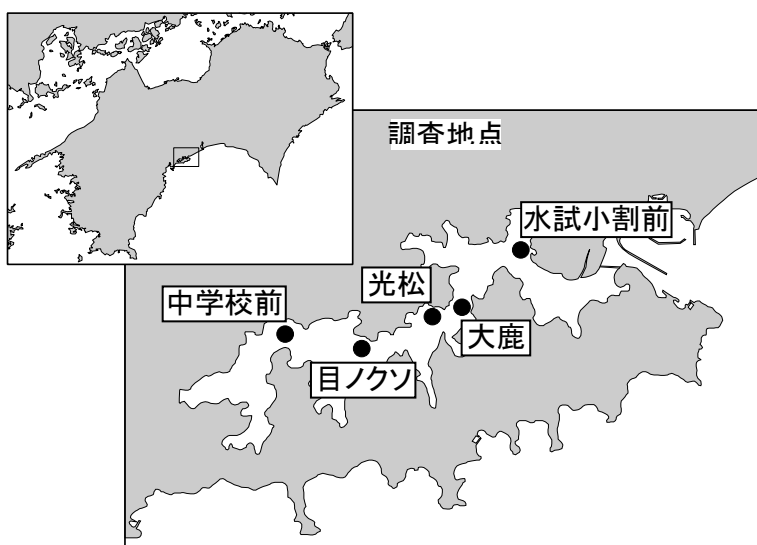 調査地点
水試小割前
光松
中学校前
大鹿
目ノクソ